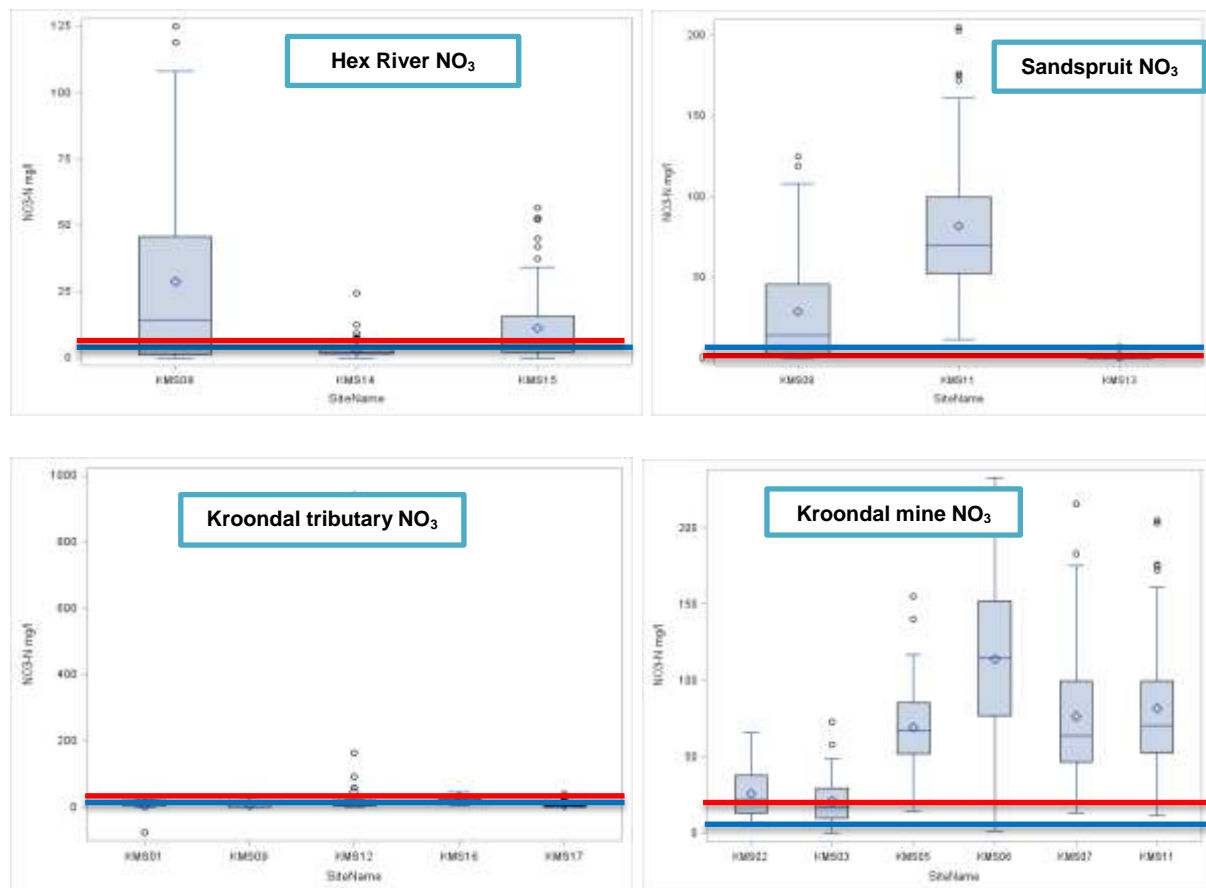 Hex River NO₃
125
100
75
50
25
0
NO3-N mg/l
KMS08 KMS14 KMS15
SiteName
Sandspruit NO₃
200
150
100
50
0
NO3-N mg/l
KMS08 KMS11 KMS13
SiteName
Kroondal tributary NO₃
1000
800
600
400
200
0
NO3-N mg/l
KMS01 KMS09 KMS12 KMS16 KMS17
SiteName
Kroondal mine NO₃
200
150
100
50
0
NO3-N mg/l
KMS02 KMS03 KMS05 KMS06 KMS07 KMS11
SiteName